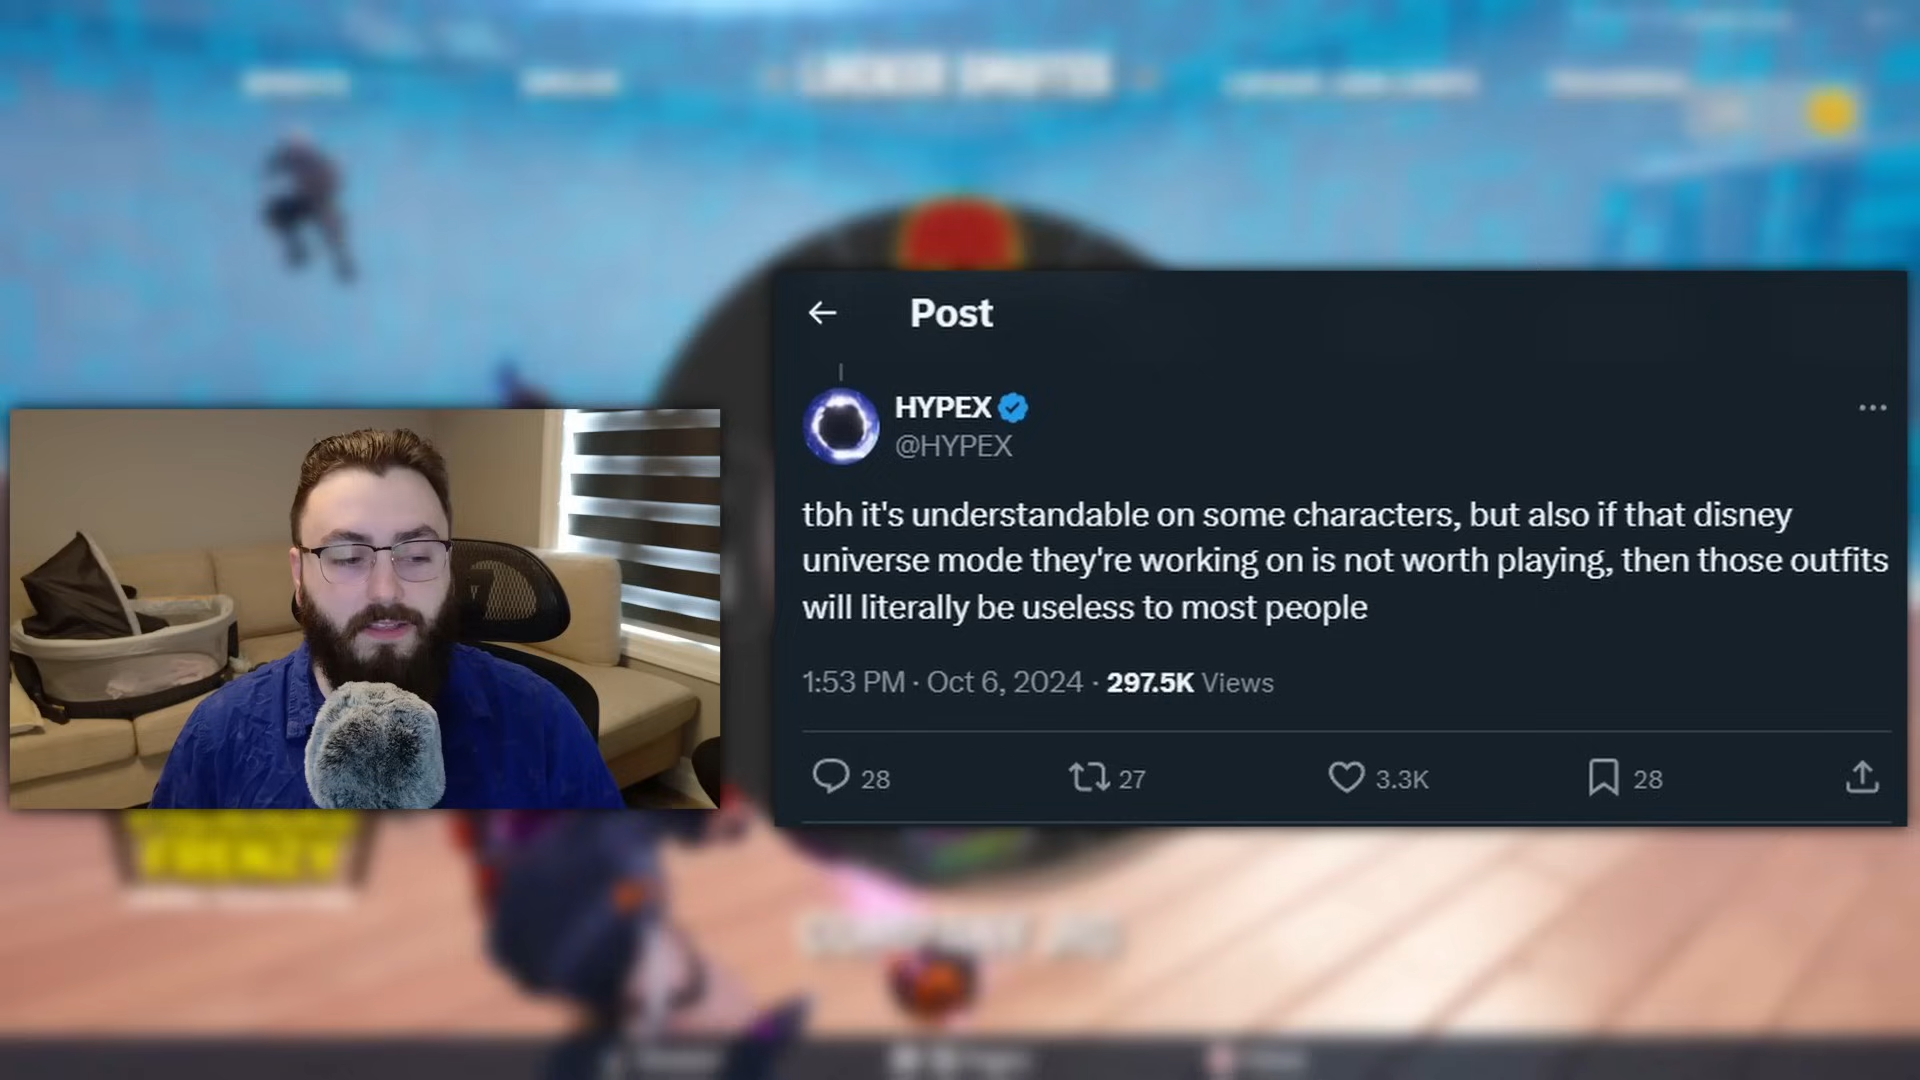 LOCKER
Post
HYPEX
@HYPEX
tbh it's understandable on some characters, but also if that disney
universe mode they're working on is not worth playing, then those outfits
will literally be useless to most people
1:53 PM · Oct 6, 2024 · 297.5K Views
28
27
3.3K
28
FRENZY